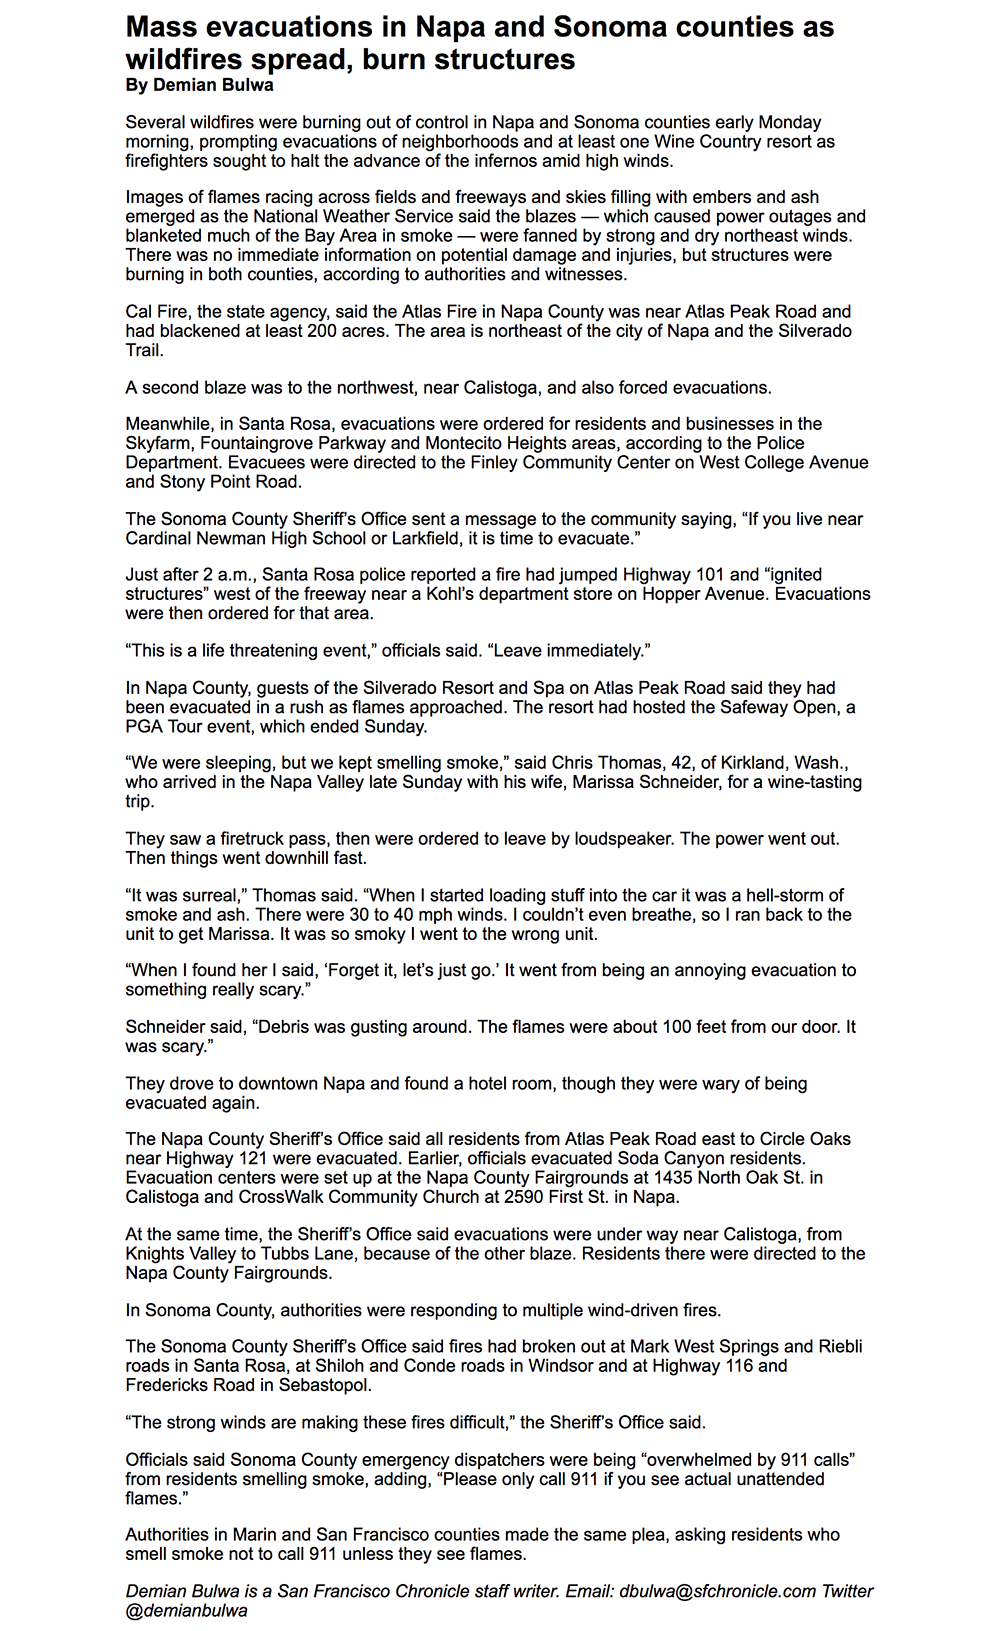 Mass evacuations in Napa and Sonoma counties as
wildfires spread, burn structures
By Demian Bulwa
Several wildfires were burning out of control in Napa and Sonoma counties early Monday
morning, prompting evacuations of neighborhoods and at least one Wine Country resort as
firefighters sought to halt the advance of the infernos amid high winds.
Images of flames racing across fields and freeways and skies filling with embers and ash
emerged as the National Weather Service said the blazes — which caused power outages and
blanketed much of the Bay Area in smoke — were fanned by strong and dry northeast winds.
There was no immediate information on potential damage and injuries, but structures were
burning in both counties, according to authorities and witnesses.
Cal Fire, the state agency, said the Atlas Fire in Napa County was near Atlas Peak Road and
had blackened at least 200 acres. The area is northeast of the city of Napa and the Silverado
Trail.
A second blaze was to the northwest, near Calistoga, and also forced evacuations.
Meanwhile, in Santa Rosa, evacuations were ordered for residents and businesses in the
Skyfarm, Fountaingrove Parkway and Montecito Heights areas, according to the Police
Department. Evacuees were directed to the Finley Community Center on West College Avenue
and Stony Point Road.
The Sonoma County Sheriff’s Office sent a message to the community saying, “If you live near
Cardinal Newman High School or Larkfield, it is time to evacuate.”
Just after 2 a.m., Santa Rosa police reported a fire had jumped Highway 101 and “ignited
structures” west of the freeway near a Kohl’s department store on Hopper Avenue. Evacuations
were then ordered for that area.
“This is a life threatening event,” officials said. “Leave immediately.”
In Napa County, guests of the Silverado Resort and Spa on Atlas Peak Road said they had
been evacuated in a rush as flames approached. The resort had hosted the Safeway Open, a
PGA Tour event, which ended Sunday.
“We were sleeping, but we kept smelling smoke,” said Chris Thomas, 42, of Kirkland, Wash.,
who arrived in the Napa Valley late Sunday with his wife, Marissa Schneider, for a wine-tasting
trip.
They saw a firetruck pass, then were ordered to leave by loudspeaker. The power went out.
Then things went downhill fast.
“It was surreal,” Thomas said. “When I started loading stuff into the car it was a hell-storm of
smoke and ash. There were 30 to 40 mph winds. I couldn’t even breathe, so I ran back to the
unit to get Marissa. It was so smoky I went to the wrong unit.
“When I found her I said, ‘Forget it, let’s just go.’ It went from being an annoying evacuation to
something really scary.”
Schneider said, “Debris was gusting around. The flames were about 100 feet from our door. It
was scary.”
They drove to downtown Napa and found a hotel room, though they were wary of being
evacuated again.
The Napa County Sheriff’s Office said all residents from Atlas Peak Road east to Circle Oaks
near Highway 121 were evacuated. Earlier, officials evacuated Soda Canyon residents.
Evacuation centers were set up at the Napa County Fairgrounds at 1435 North Oak St. in
Calistoga and CrossWalk Community Church at 2590 First St. in Napa.
At the same time, the Sheriff’s Office said evacuations were under way near Calistoga, from
Knights Valley to Tubbs Lane, because of the other blaze. Residents there were directed to the
Napa County Fairgrounds.
In Sonoma County, authorities were responding to multiple wind-driven fires.
The Sonoma County Sheriff’s Office said fires had broken out at Mark West Springs and Riebli
roads in Santa Rosa, at Shiloh and Conde roads in Windsor and at Highway 116 and
Fredericks Road in Sebastopol.
“The strong winds are making these fires difficult,” the Sheriff’s Office said.
Officials said Sonoma County emergency dispatchers were being “overwhelmed by 911 calls”
from residents smelling smoke, adding, “Please only call 911 if you see actual unattended
flames.”
Authorities in Marin and San Francisco counties made the same plea, asking residents who
smell smoke not to call 911 unless they see flames.
Demian Bulwa is a San Francisco Chronicle staff writer. Email: dbulwa@sfchronicle.com Twitter
@demianbulwa